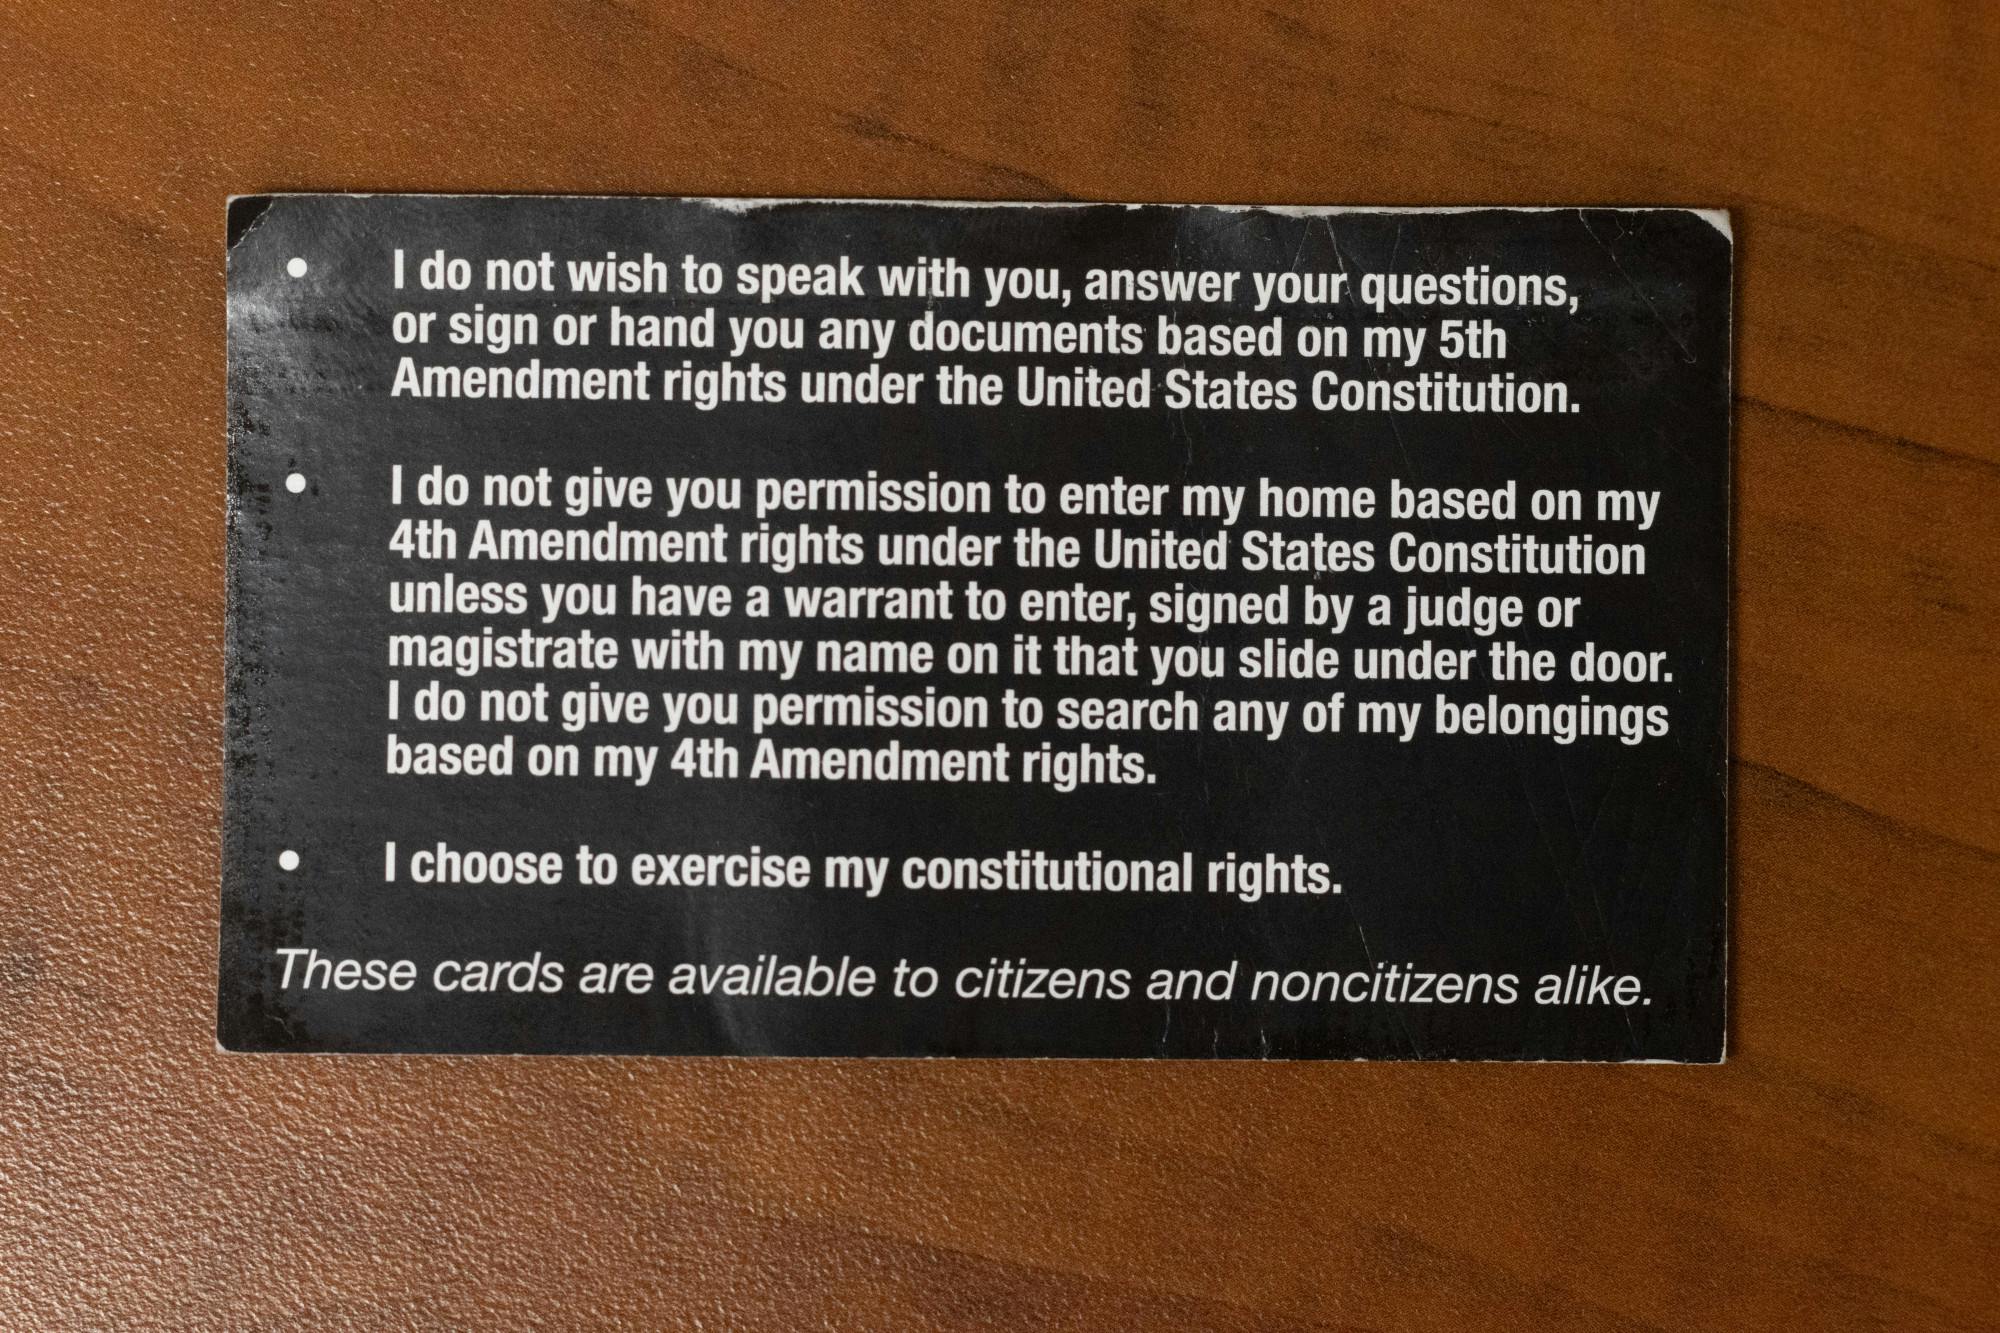 • I do not wish to speak with you, answer your questions,
or sign or hand you any documents based on my 5th
Amendment rights under the United States Constitution.
• I do not give you permission to enter my home based on my
4th Amendment rights under the United States Constitution
unless you have a warrant to enter, signed by a judge or
magistrate with my name on it that you slide under the door.
I do not give you permission to search any of my belongings
based on my 4th Amendment rights.
• I choose to exercise my constitutional rights.
These cards are available to citizens and noncitizens alike.